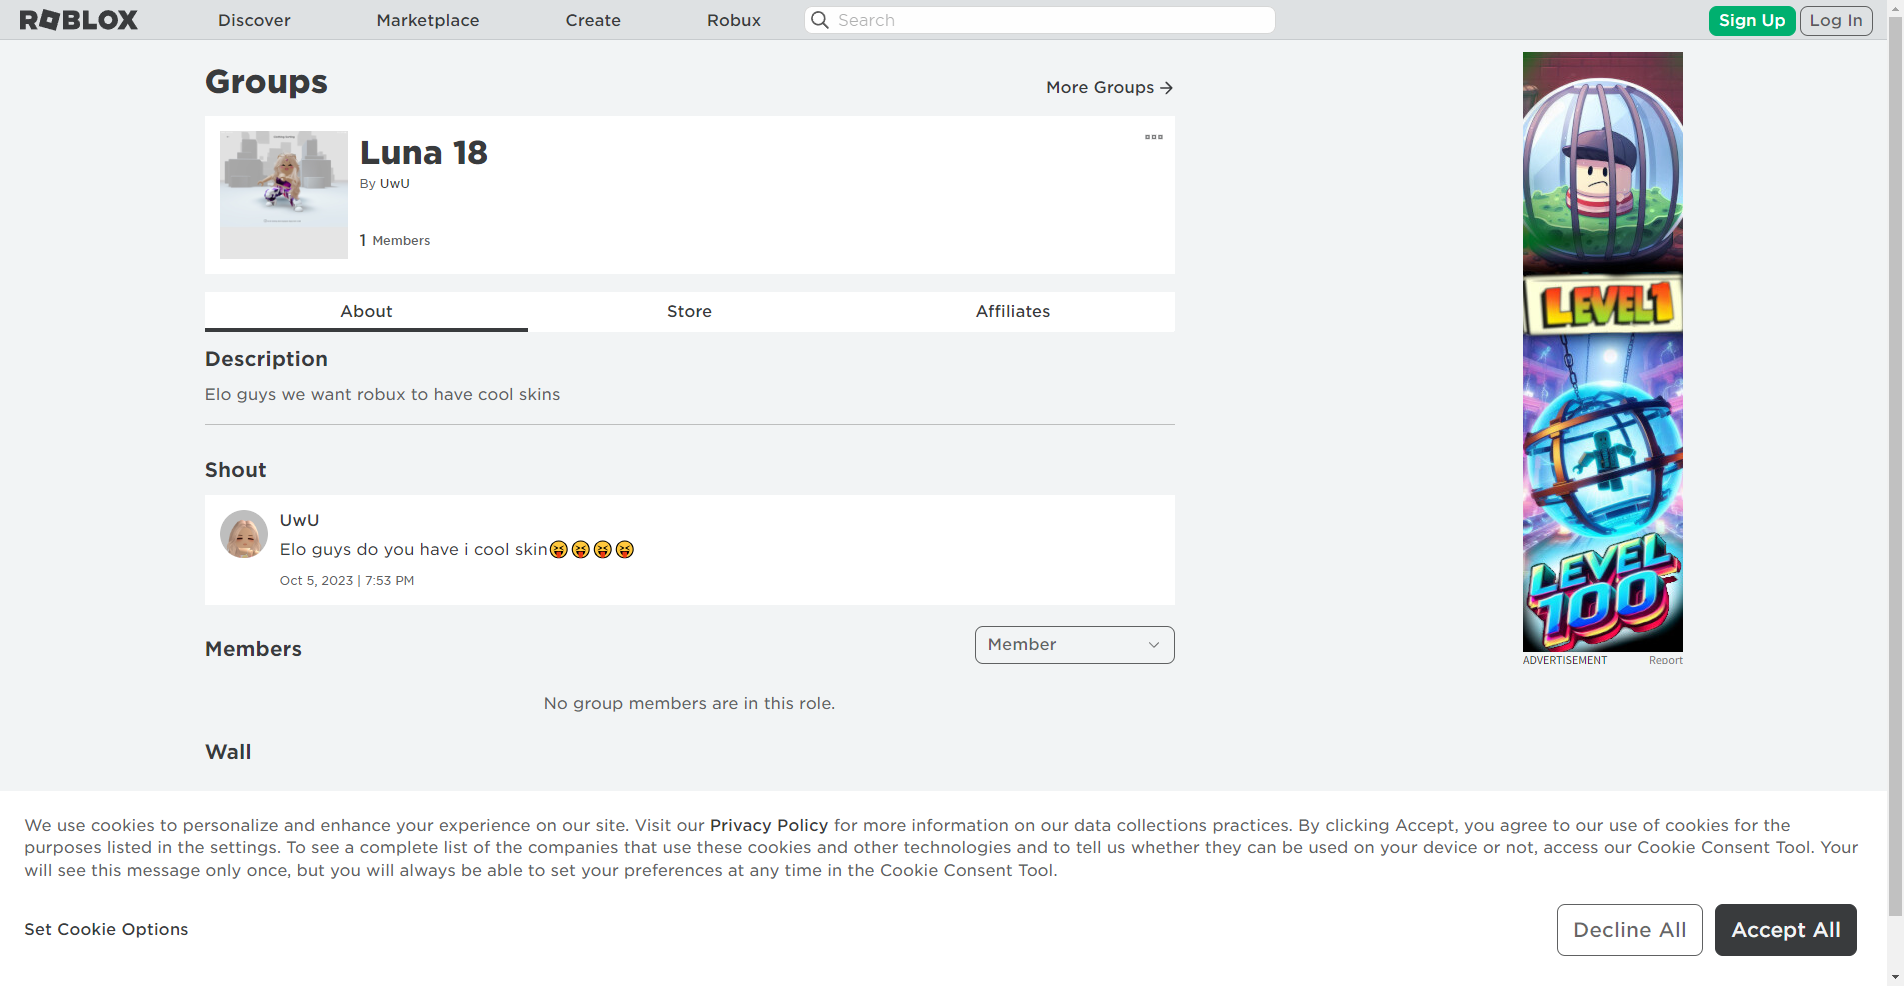 ROBLOX Discover Marketplace Create Robux Search Sign Up Log In
Groups
More Groups →
Luna 18
By UwU
1 Members
About Store Affiliates
Description
Elo guys we want robux to have cool skins
Shout
UwU
Elo guys do you have i cool skin😝😝😝😝
Oct 5, 2023 | 7:53 PM
Members
Member
No group members are in this role.
Wall
LEVEL1
LEVEL
100
ADVERTISEMENT Report
We use cookies to personalize and enhance your experience on our site. Visit our Privacy Policy for more information on our data collections practices. By clicking Accept, you agree to our use of cookies for the
purposes listed in the settings. To see a complete list of the companies that use these cookies and other technologies and to tell us whether they can be used on your device or not, access our Cookie Consent Tool. Your
will see this message only once, but you will always be able to set your preferences at any time in the Cookie Consent Tool.
Set Cookie Options
Decline All Accept All